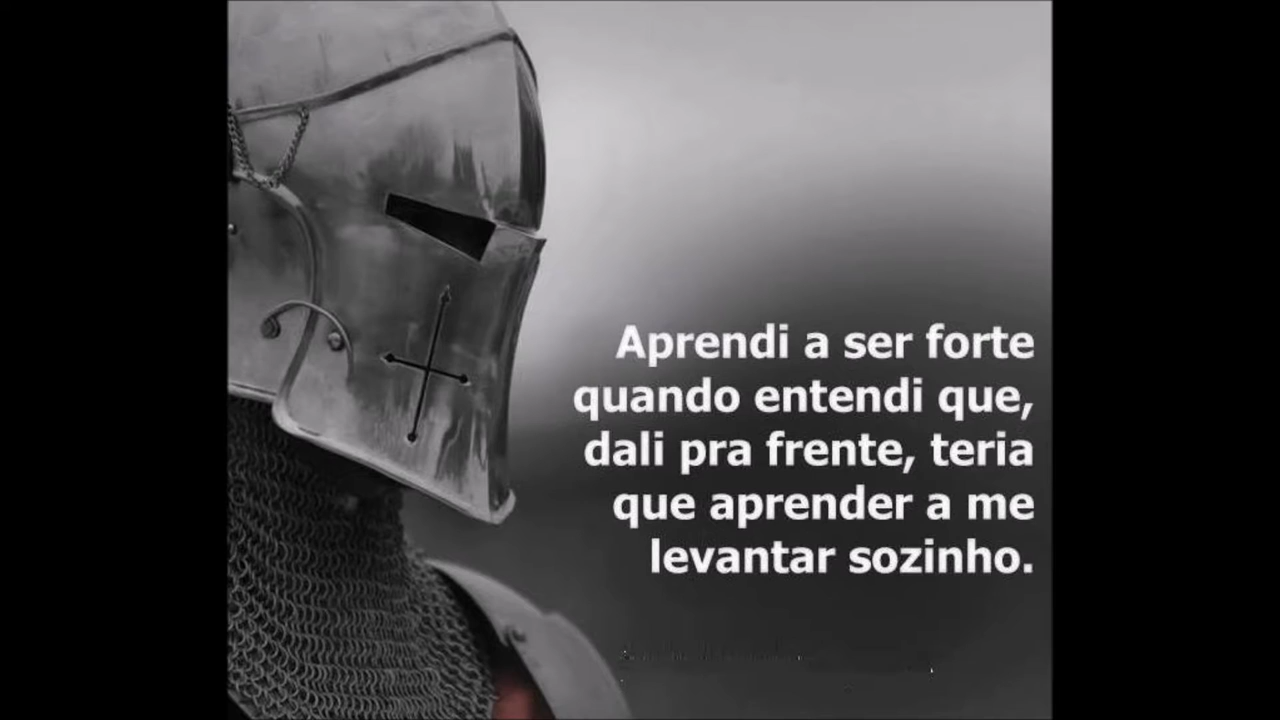 Aprendi a ser forte
quando entendi que,
dali pra frente, teria
que aprender a me
levantar sozinho.